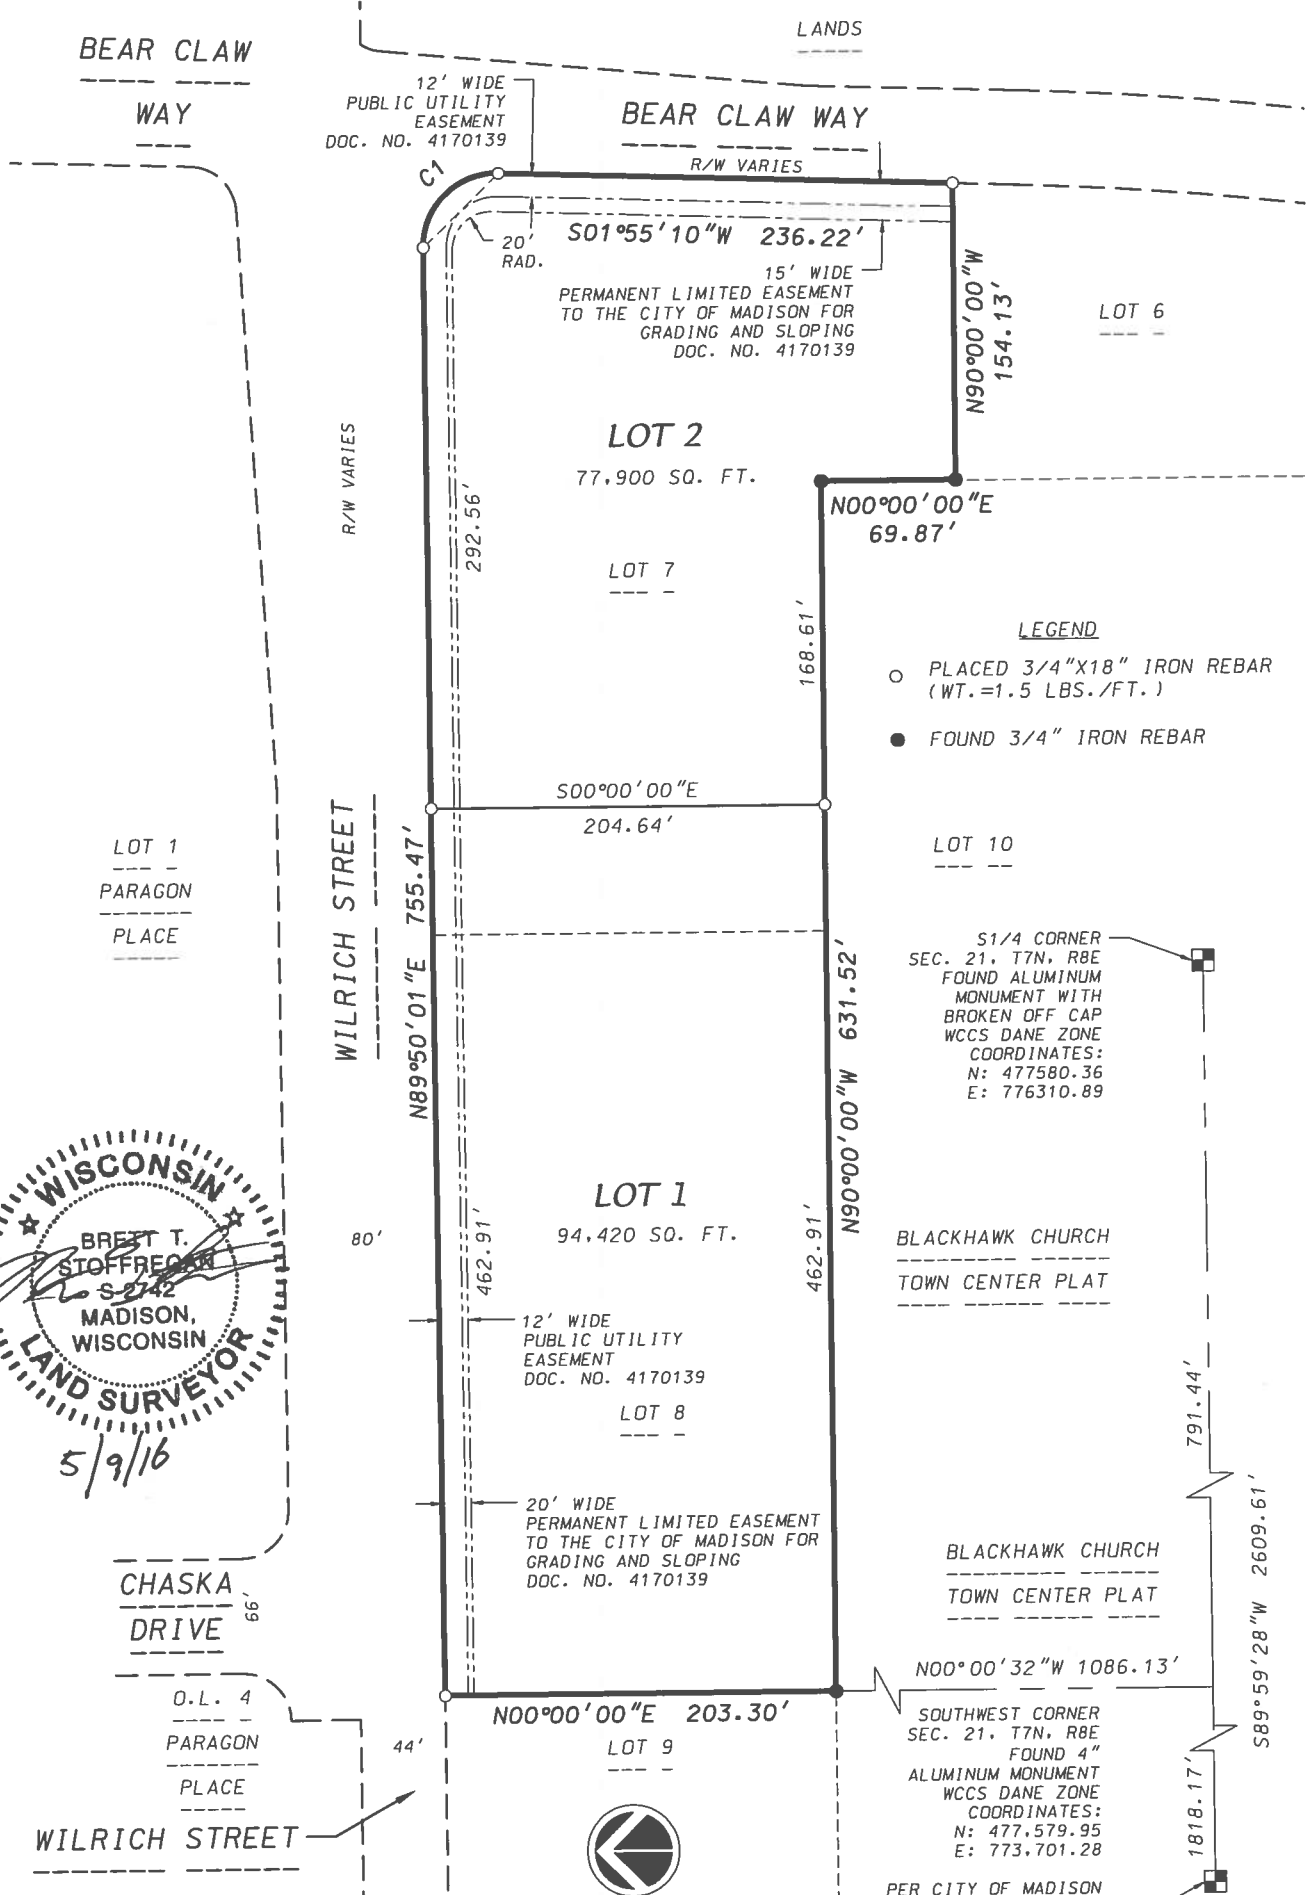 LANDS
BEAR CLAW
WAY
12' WIDE
PUBLIC UTILITY
EASEMENT
DOC. NO. 4170139
BEAR CLAW WAY
R/W VARIES
C1
20'
RAD.
S01°55'10"W 236.22'
15' WIDE
PERMANENT LIMITED EASEMENT
TO THE CITY OF MADISON FOR
GRADING AND SLOPING
DOC. NO. 4170139
N90°00'00"W
154.13'
LOT 6
LOT 2
77,900 SQ. FT.
R/W VARIES
292.56'
N00°00'00"E
69.87'
LOT 7
168.61'
LEGEND
PLACED 3/4"X18" IRON REBAR
(WT.=1.5 LBS./FT.)
FOUND 3/4" IRON REBAR
S00°00'00"E
204.64'
LOT 1
PARAGON
PLACE
WILRICH STREET
N89°50'01"E 755.47'
LOT 10
S1/4 CORNER
SEC. 21, T7N, R8E
FOUND ALUMINUM
MONUMENT WITH
BROKEN OFF CAP
WCCS DANE ZONE
COORDINATES:
N: 477580.36
E: 776310.89
N90°00'00"W 631.52'
WISCONSIN
BRETT T.
STOFFREGAN
S-2742
MADISON,
WISCONSIN
LAND SURVEYOR
5/9/16
80'
LOT 1
94,420 SQ. FT.
462.91'
462.91'
BLACKHAWK CHURCH
TOWN CENTER PLAT
12' WIDE
PUBLIC UTILITY
EASEMENT
DOC. NO. 4170139
LOT 8
791.44'
20' WIDE
PERMANENT LIMITED EASEMENT
TO THE CITY OF MADISON FOR
GRADING AND SLOPING
DOC. NO. 4170139
BLACKHAWK CHURCH
TOWN CENTER PLAT
S89°59'28"W 2609.61'
CHASKA
DRIVE
66'
N00°00'32"W 1086.13'
O.L. 4
PARAGON
PLACE
N00°00'00"E 203.30'
44'
LOT 9
SOUTHWEST CORNER
SEC. 21, T7N, R8E
FOUND 4"
ALUMINUM MONUMENT
WCCS DANE ZONE
COORDINATES:
N: 477,579.95
E: 773,701.28
1818.17'
WILRICH STREET
PER CITY OF MADISON